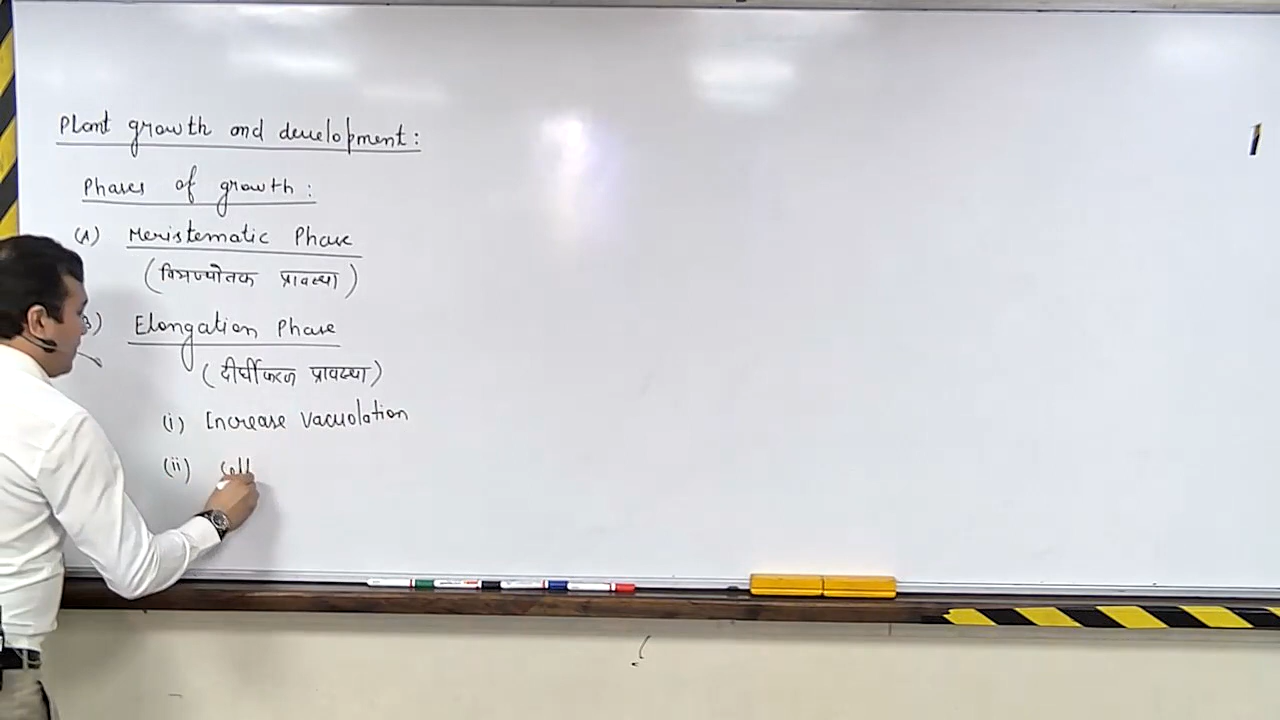 Plant growth and development:
Phases of growth:
(A) Meristematic Phase
(विभज्योतक प्रावस्था)
B) Elongation Phase
(दीर्घीकरण प्रावस्था)
(i) Increase vacuolation
(ii) Cell